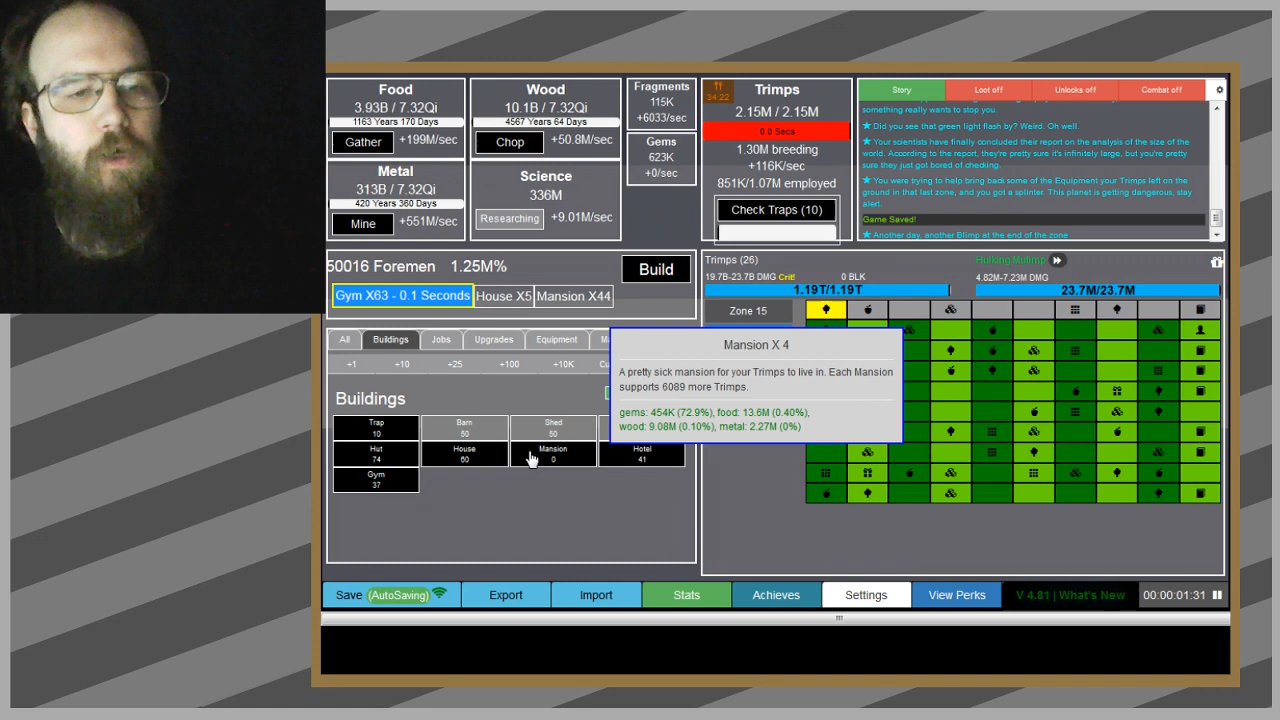 Food
3.93B / 7.32Qi
1163 Years 170 Days
Gather
+199M/sec
Wood
10.1B / 7.32Qi
4567 Years 64 Days
Chop
+50.8M/sec
Fragments
115K
+6033/sec
Gems
623K
+0/sec
Metal
313B / 7.32Qi
420 Years 360 Days
Mine
+551M/sec
Science
336M
Researching
+9.01M/sec
34:22
Trimps
2.15M / 2.15M
0 0 Secs
1.30M breeding
+116K/sec
851K/1.07M employed
Check Traps (10)
Story
Loot off
Unlocks off
Combat off
something really wants to stop you.
Did you see that green light flash by? Weird. Oh well.
Your scientists have finally concluded their report on the analysis of the size of the
world. According to the report, they're pretty sure it's infinitely large, but you're pretty
sure they just got bored of checking.
You were trying to help bring back some of the Equipment your Trimps left on the
ground in that last zone, and you got a splinter. This planet is getting dangerous, stay
alert.
Game Saved!
Another day, another Blimp at the end of the zone
50016 Foremen
1.25M%
Build
Gym X63 - 0.1 Seconds
House X5
Mansion X44
Trimps (26)
19.7B-23.7B DMG Crit!
0 BLK
1.19T/1.19T
Hulking Mutimp
4.82M-7.23M DMG
23.7M/23.7M
Zone 15
All
Buildings
Jobs
Upgrades
Equipment
+1
+10
+25
+100
+10K
Buildings
Trap
10
Barn
50
Shed
50
Hut
74
House
60
Mansion
0
Hotel
41
Gym
37
Mansion X 4
A pretty sick mansion for your Trimps to live in. Each Mansion
supports 6089 more Trimps.
gems: 454K (72.9%), food: 13.6M (0.40%),
wood: 9.08M (0.10%), metal: 2.27M (0%)
Save (AutoSaving)
Export
Import
Stats
Achieves
Settings
View Perks
V 4.81 | What's New
00:00:01:31